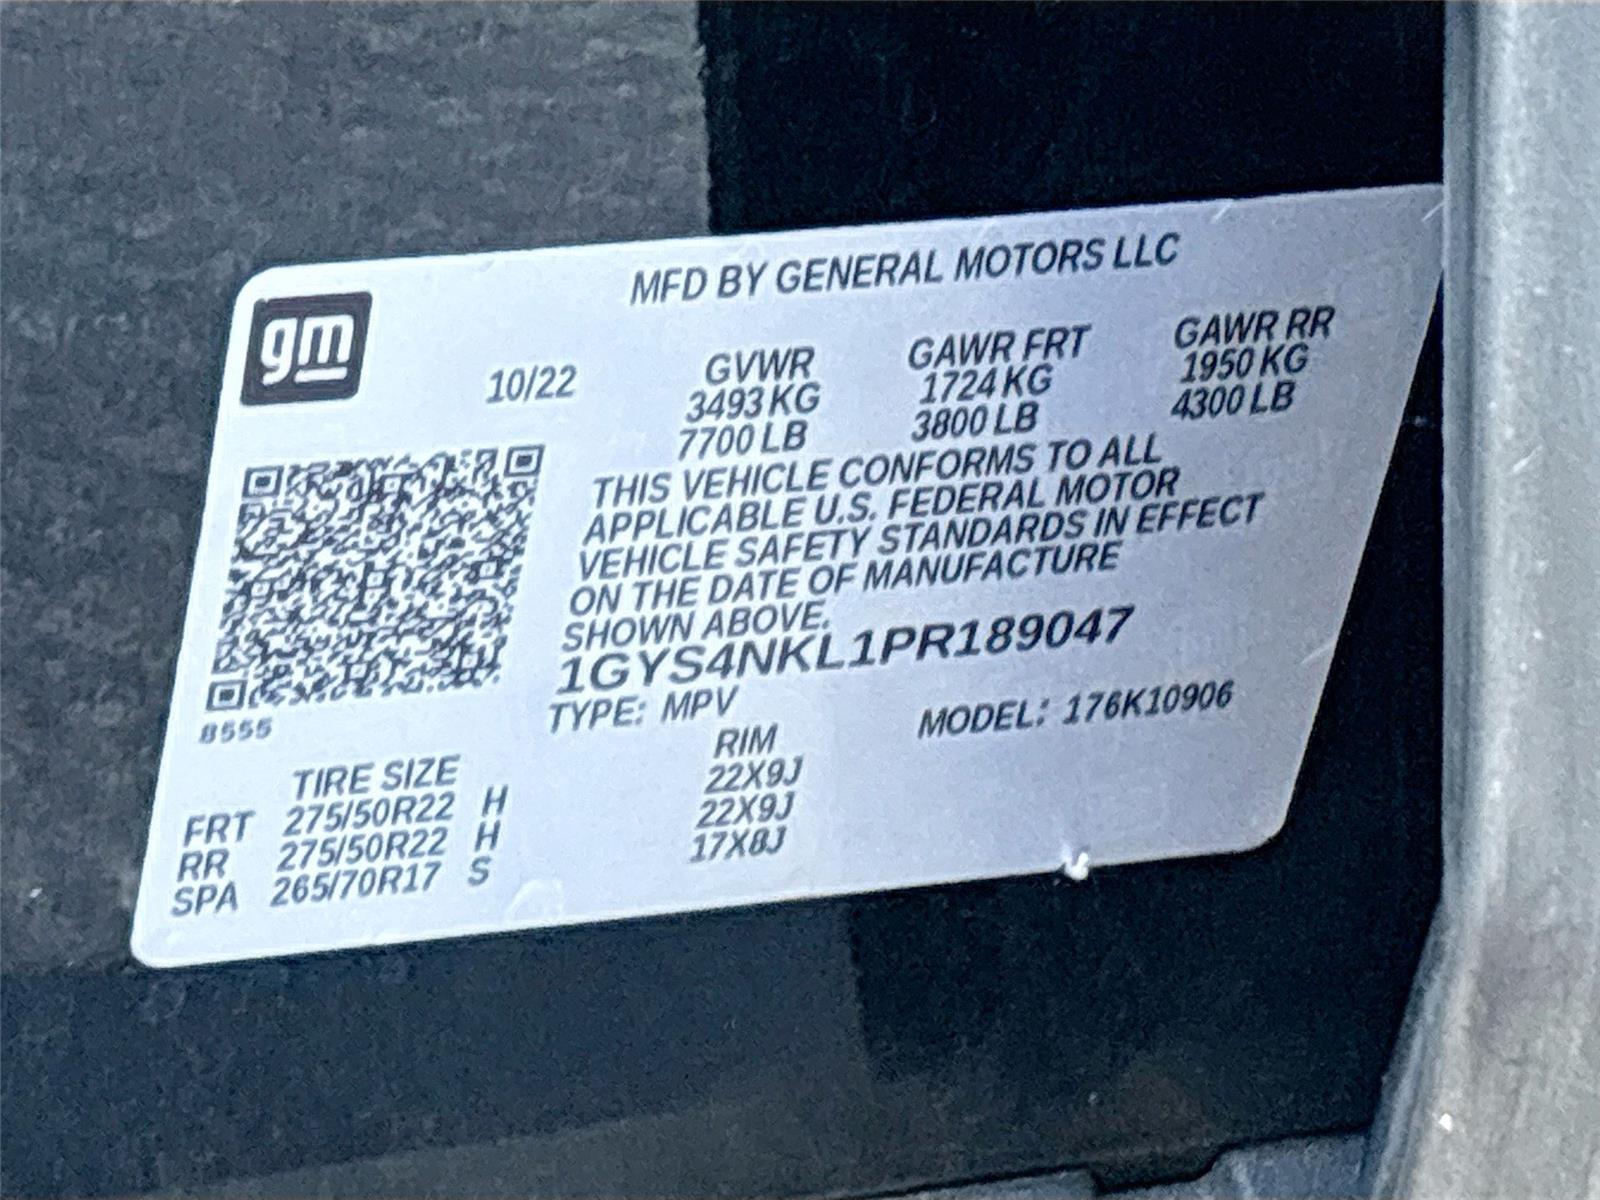 MFD BY GENERAL MOTORS LLC
gm
10/22
GVWR
3493 KG
7700 LB
GAWR FRT
1724 KG
3800 LB
GAWR RR
1950 KG
4300 LB
THIS VEHICLE CONFORMS TO ALL
APPLICABLE U.S. FEDERAL MOTOR
VEHICLE SAFETY STANDARDS IN EFFECT
ON THE DATE OF MANUFACTURE
SHOWN ABOVE.
1GYS4NKL1PR189047
TYPE: MPV
MODEL: 176K10906
8555
TIRE SIZE RIM
FRT 275/50R22 H 22X9J
RR 275/50R22 H 22X9J
SPA 265/70R17 S 17X8J